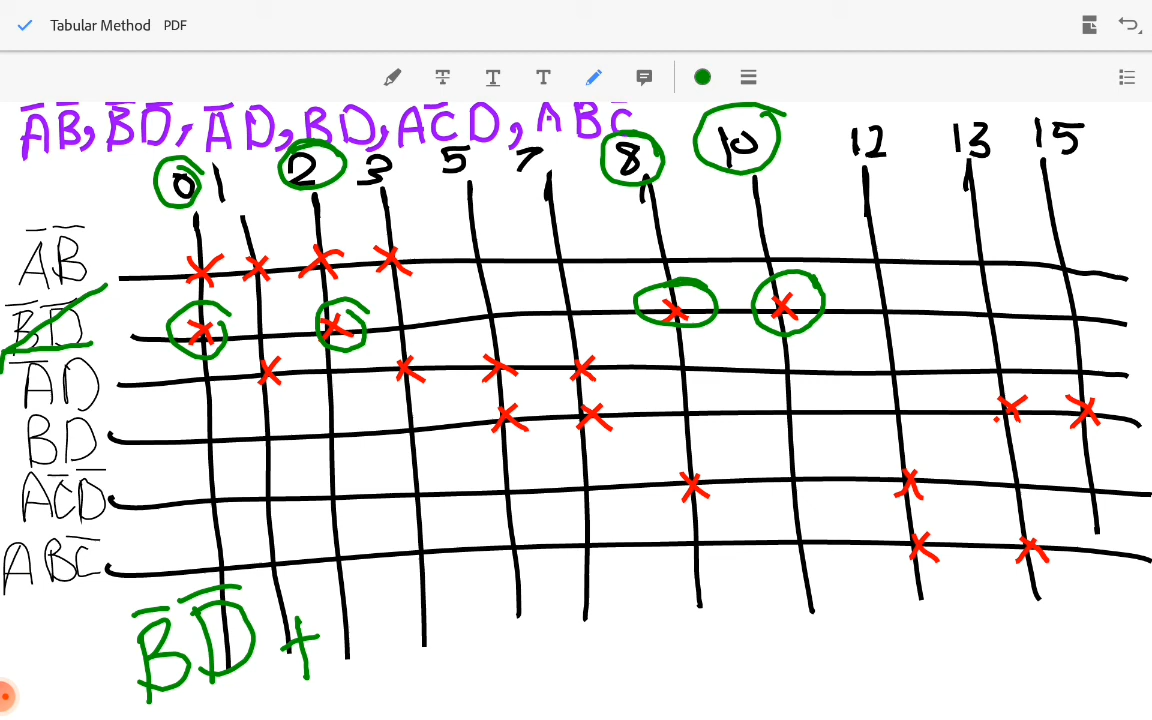 Tabular Method PDF
A̅B̅, B̅D̅, A̅D, BD, AC̅D, ABC̅
0 1 2 3 5 7 8 10 12 13 15
A̅B̅
B̅D̅
A̅D
BD
AC̅D̅
ABC̅
B̅D̅ +